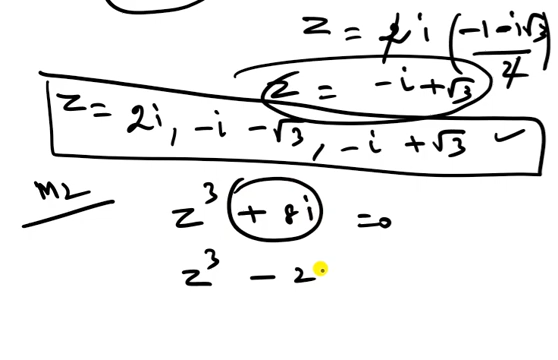 z = 2i (-1-i√3)/2
z = -i+√3
z = 2i, -i -√3, -i +√3 ✓
M2
z³ + 8i =0
z³ - 2